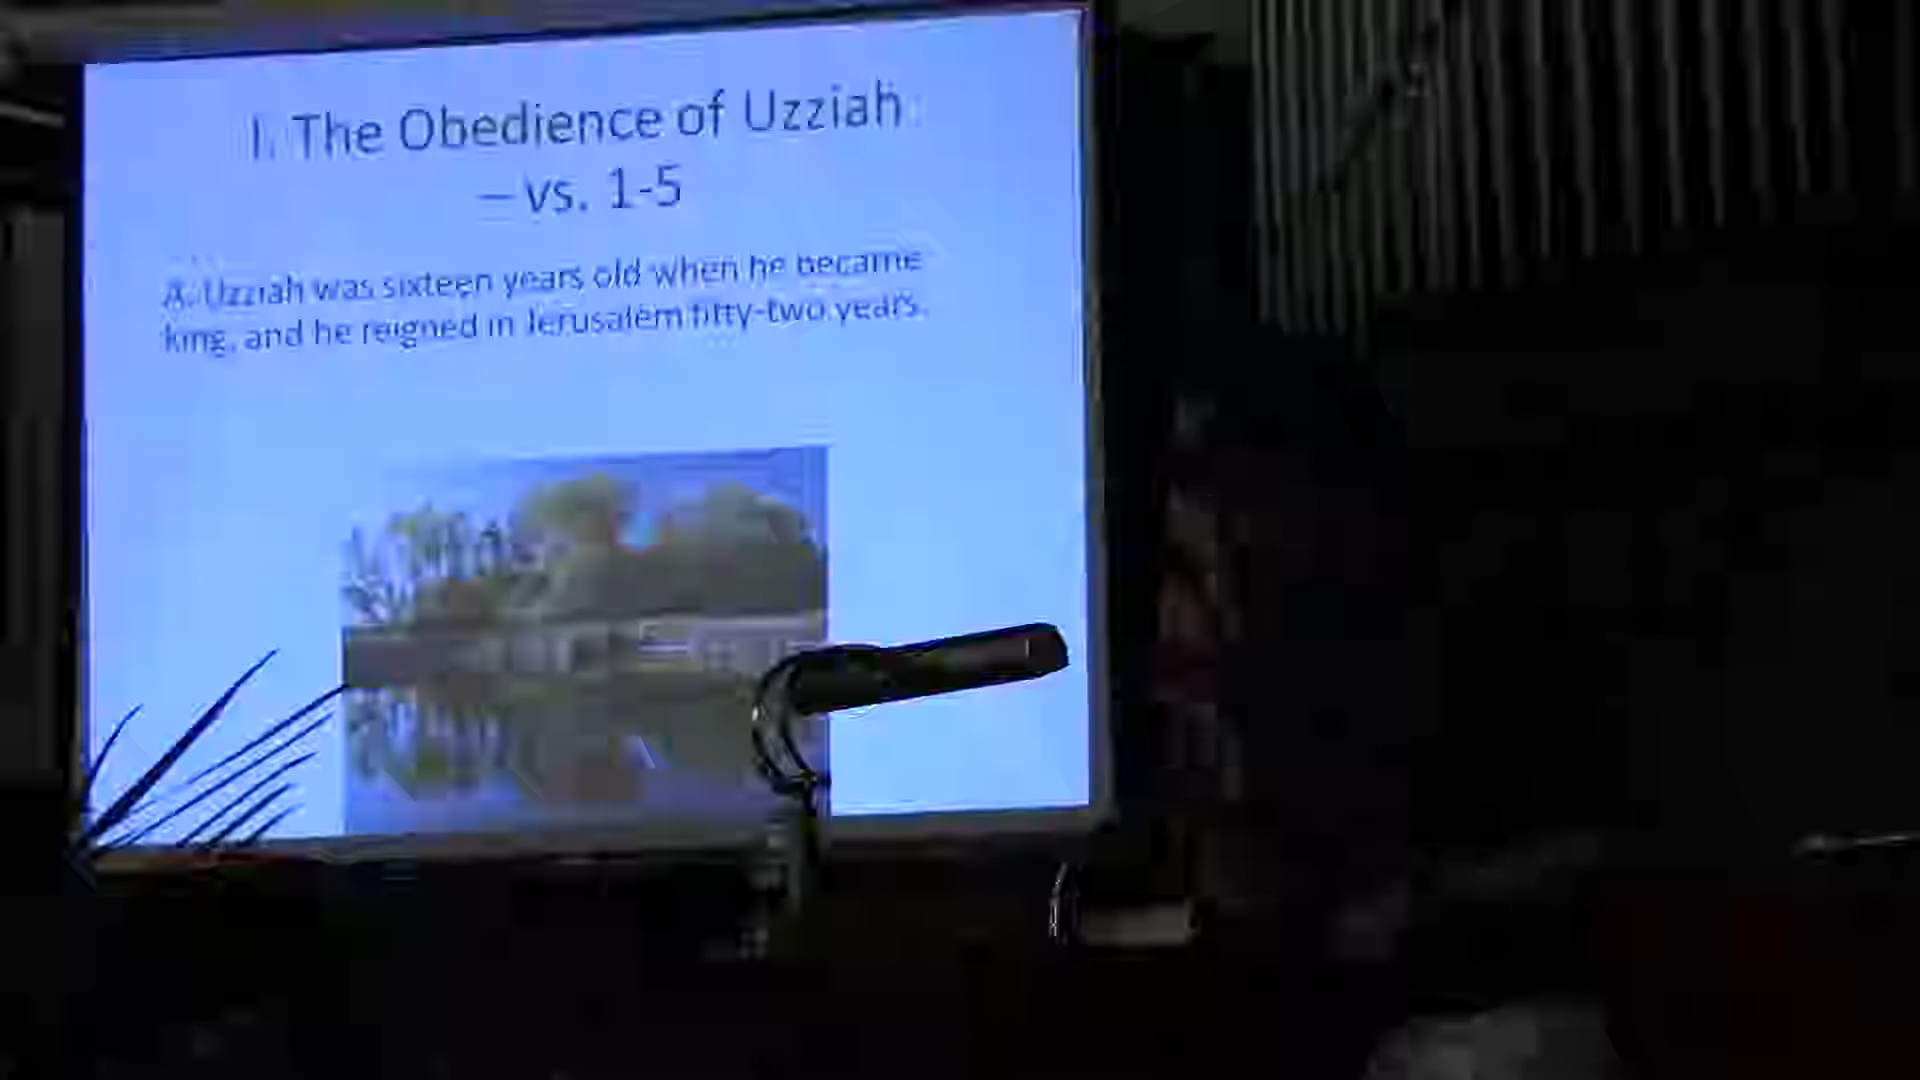 I. The Obedience of Uzziah
– vs. 1-5
A. Uzziah was sixteen years old when he became
king, and he reigned in Jerusalem fifty-two years.